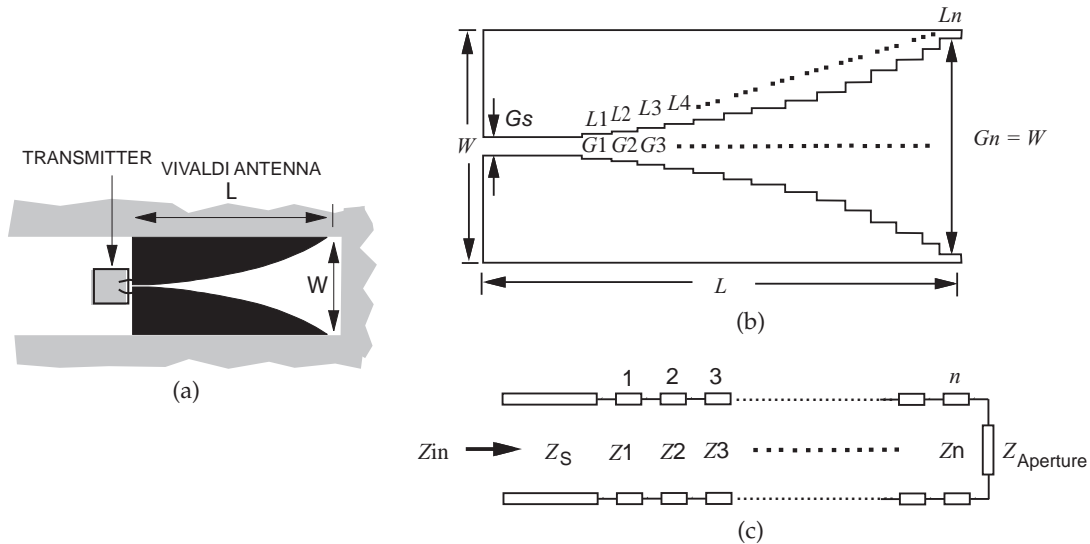 TRANSMITTER
VIVALDI ANTENNA
L
W
(a)
Ln
L1 L2 L3 L4
Gs
W
G1 G2 G3
Gn = W
L
(b)
1 2 3 n
Zin
ZS Z1 Z2 Z3 Zn
ZAperture
(c)